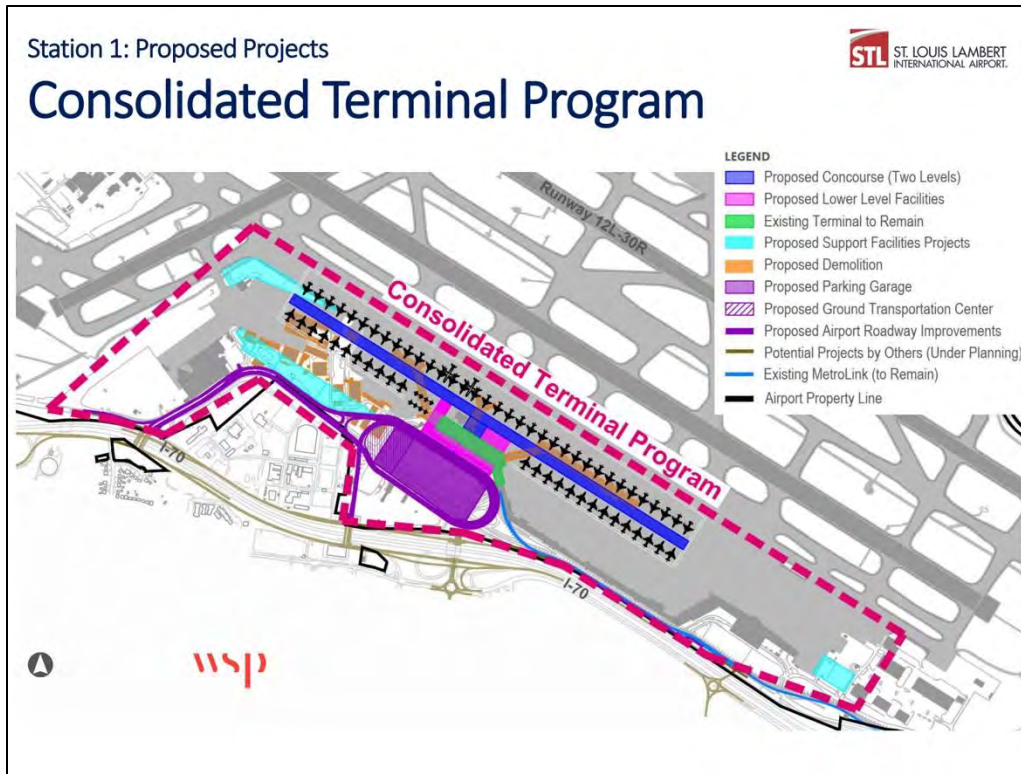 Station 1: Proposed Projects
STL ST. LOUIS LAMBERT
INTERNATIONAL AIRPORT.
Consolidated Terminal Program
LEGEND
Proposed Concourse (Two Levels)
Proposed Lower Level Facilities
Existing Terminal to Remain
Proposed Support Facilities Projects
Proposed Demolition
Proposed Parking Garage
Proposed Ground Transportation Center
Proposed Airport Roadway Improvements
Potential Projects by Others (Under Planning)
Existing MetroLink (to Remain)
Airport Property Line
Runway 12L-30R
Consolidated Terminal Program
I-70
I-70
I-70
wsp